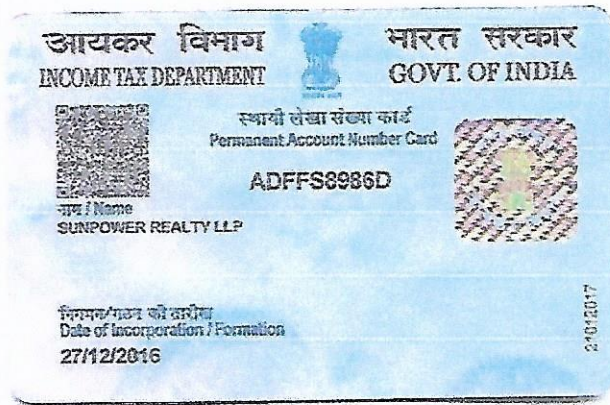 आयकर विभाग
INCOME TAX DEPARTMENT
भारत सरकार
GOVT. OF INDIA
स्थायी लेखा संख्या कार्ड
Permanent Account Number Card
ADFFS8986D
नाम / Name
SUNPOWER REALTY LLP
निगमन/गठन की तारीख
Date of Incorporation / Formation
27/12/2016
21012017